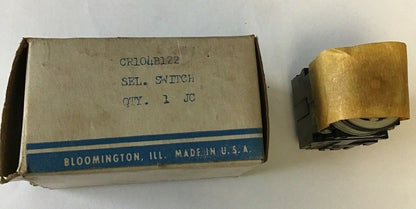 CR104B122
SEL. SWITCH
QTY. 1 JC
BLOOMINGTON, ILL. MADE IN U.S.A.